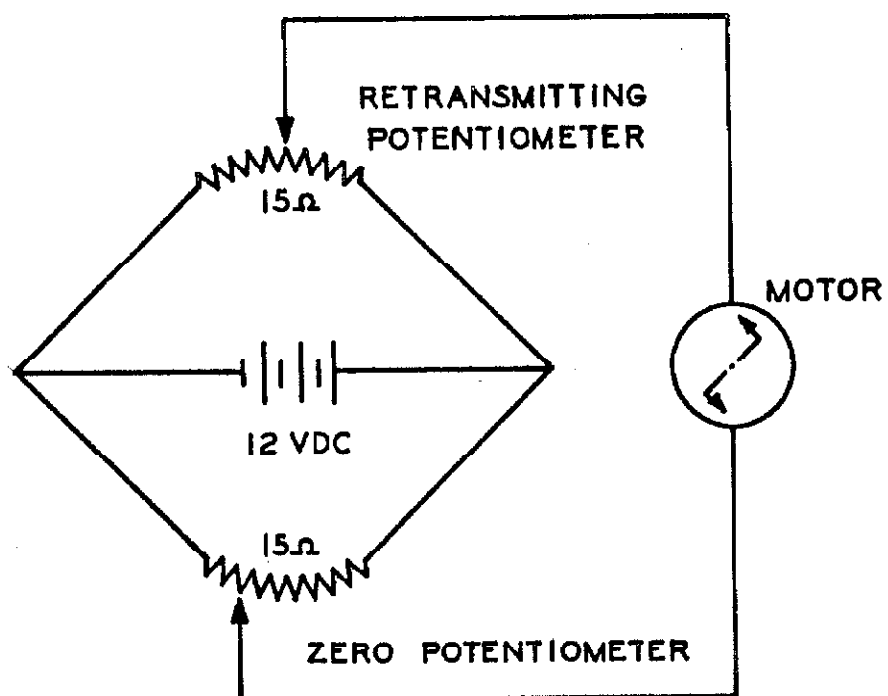 RETRANSMITTING
POTENTIOMETER
15Ω
MOTOR
12 VDC
15Ω
ZERO POTENTIOMETER